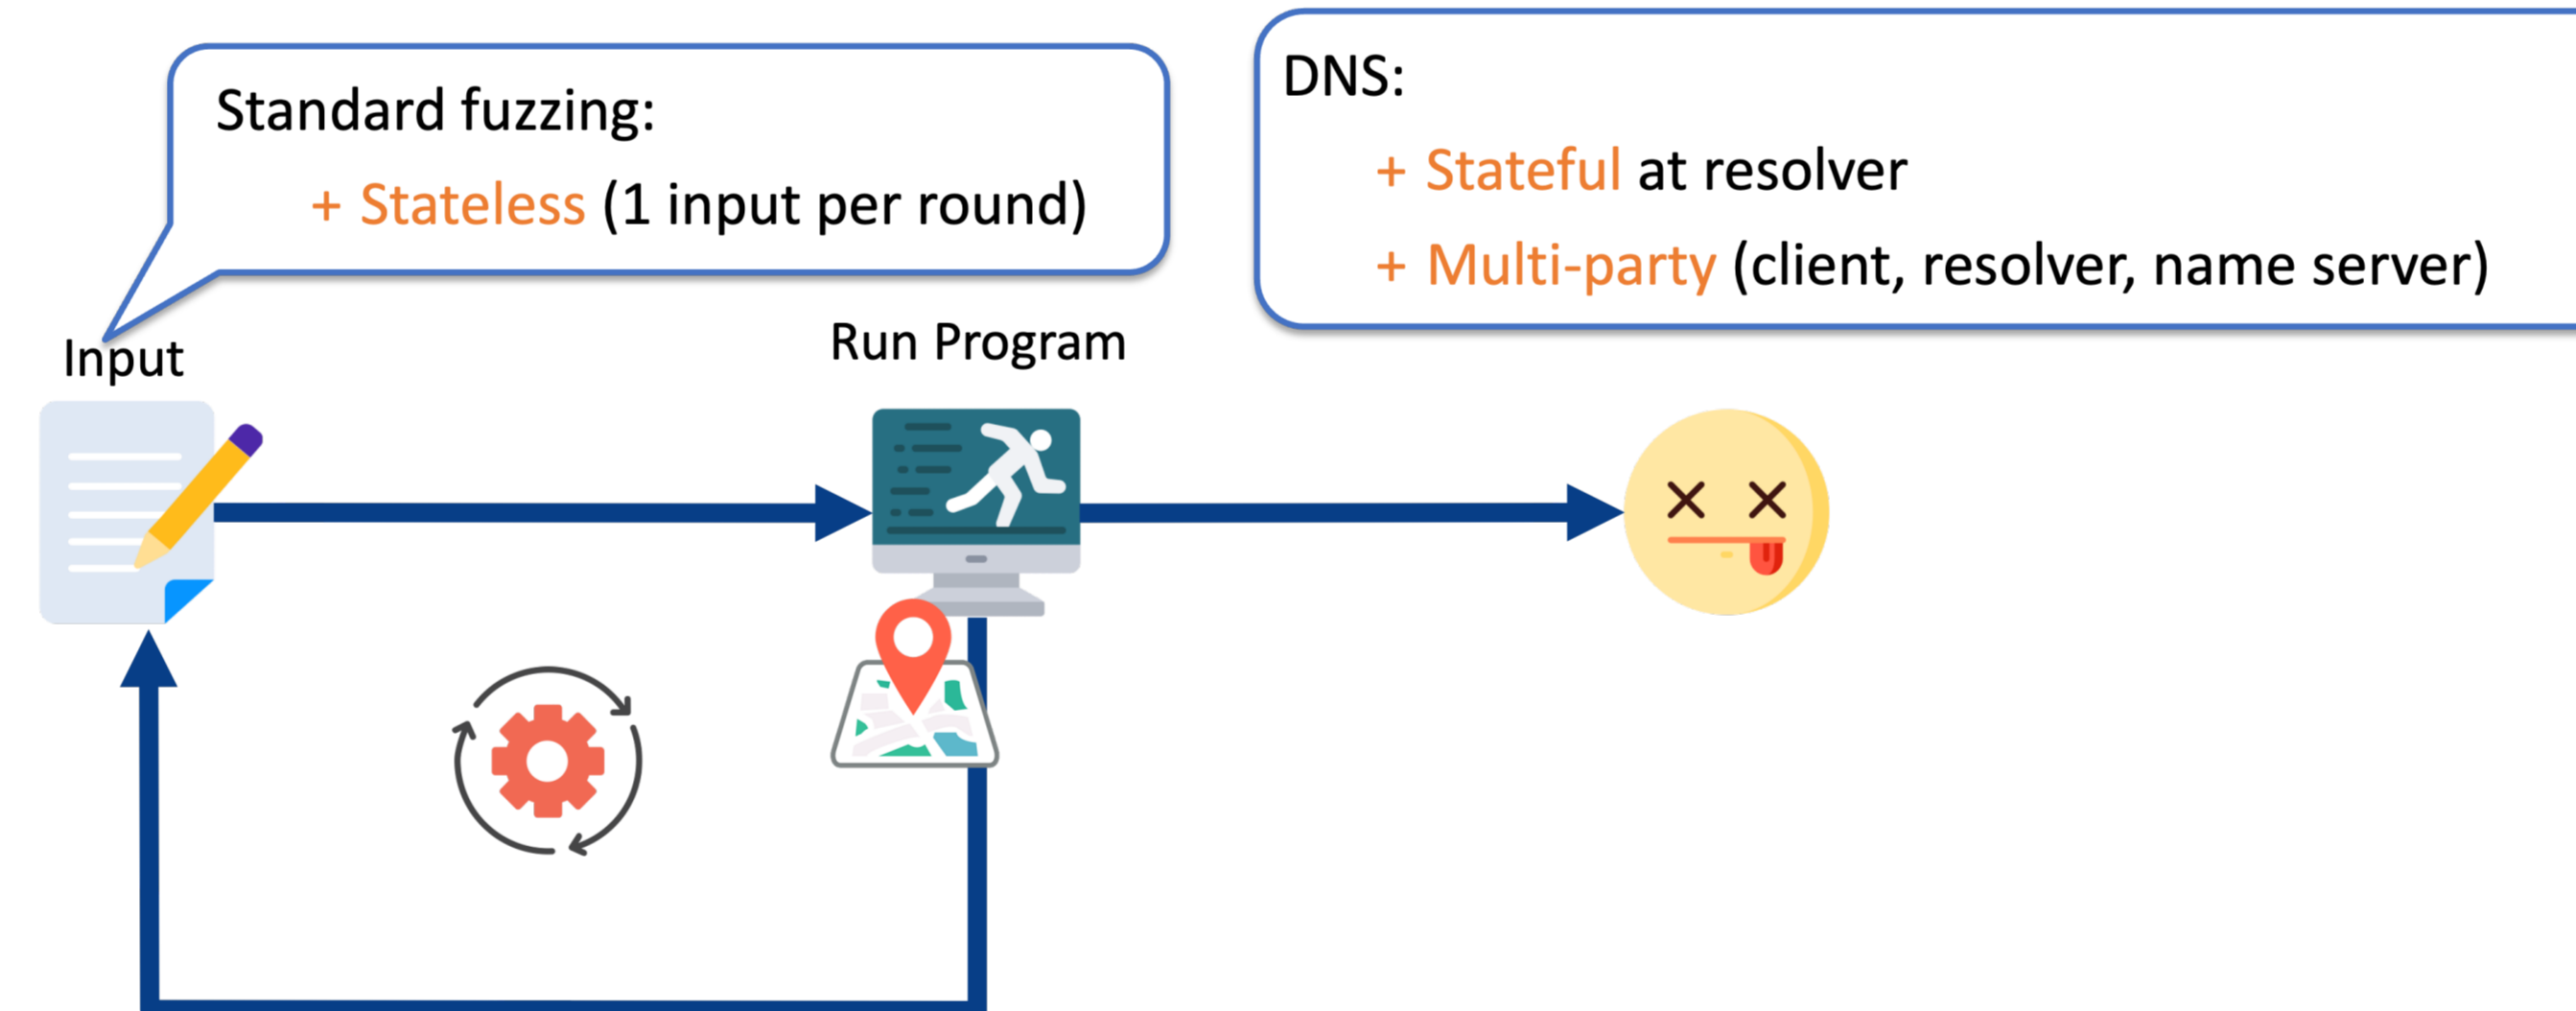 Standard fuzzing:
+ Stateless (1 input per round)
DNS:
+ Stateful at resolver
+ Multi-party (client, resolver, name server)
Input
Run Program